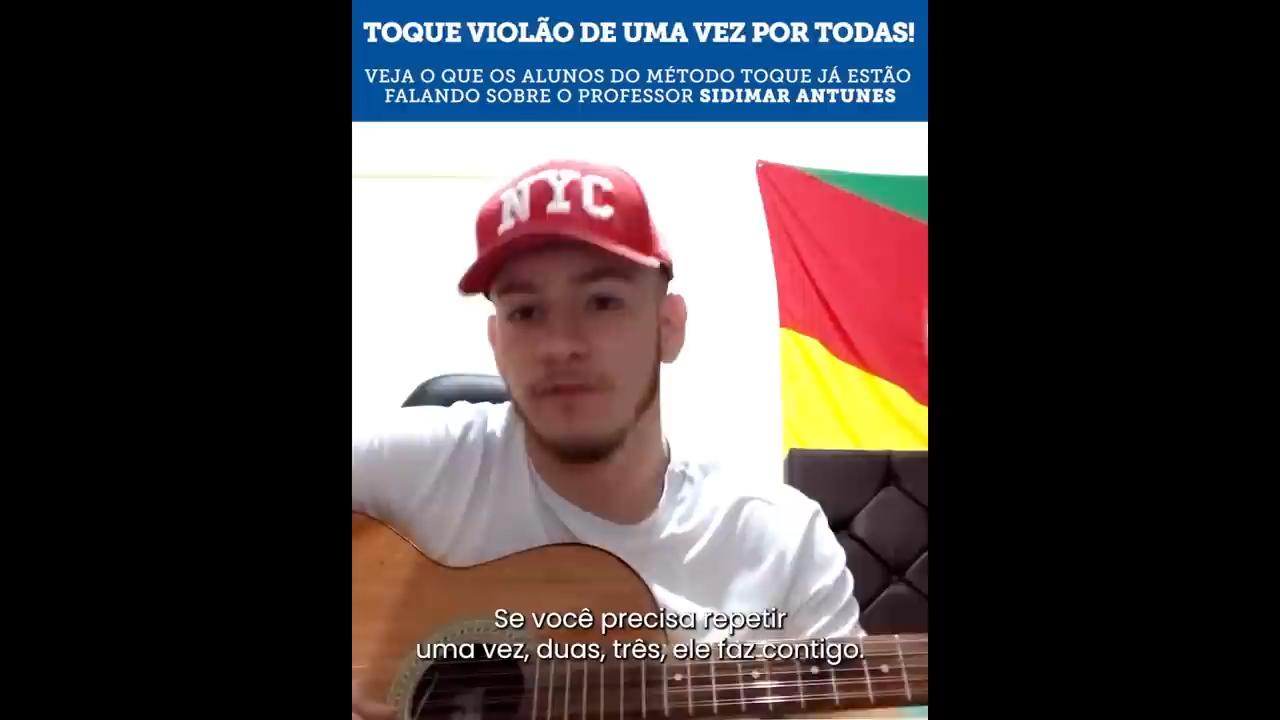 TOQUE VIOLÃO DE UMA VEZ POR TODAS!
VEJA O QUE OS ALUNOS DO MÉTODO TOQUE JÁ ESTÃO
FALANDO SOBRE O PROFESSOR SIDIMAR ANTUNES
NYC
Se você precisa repetir
uma vez, duas, três, ele faz contigo.